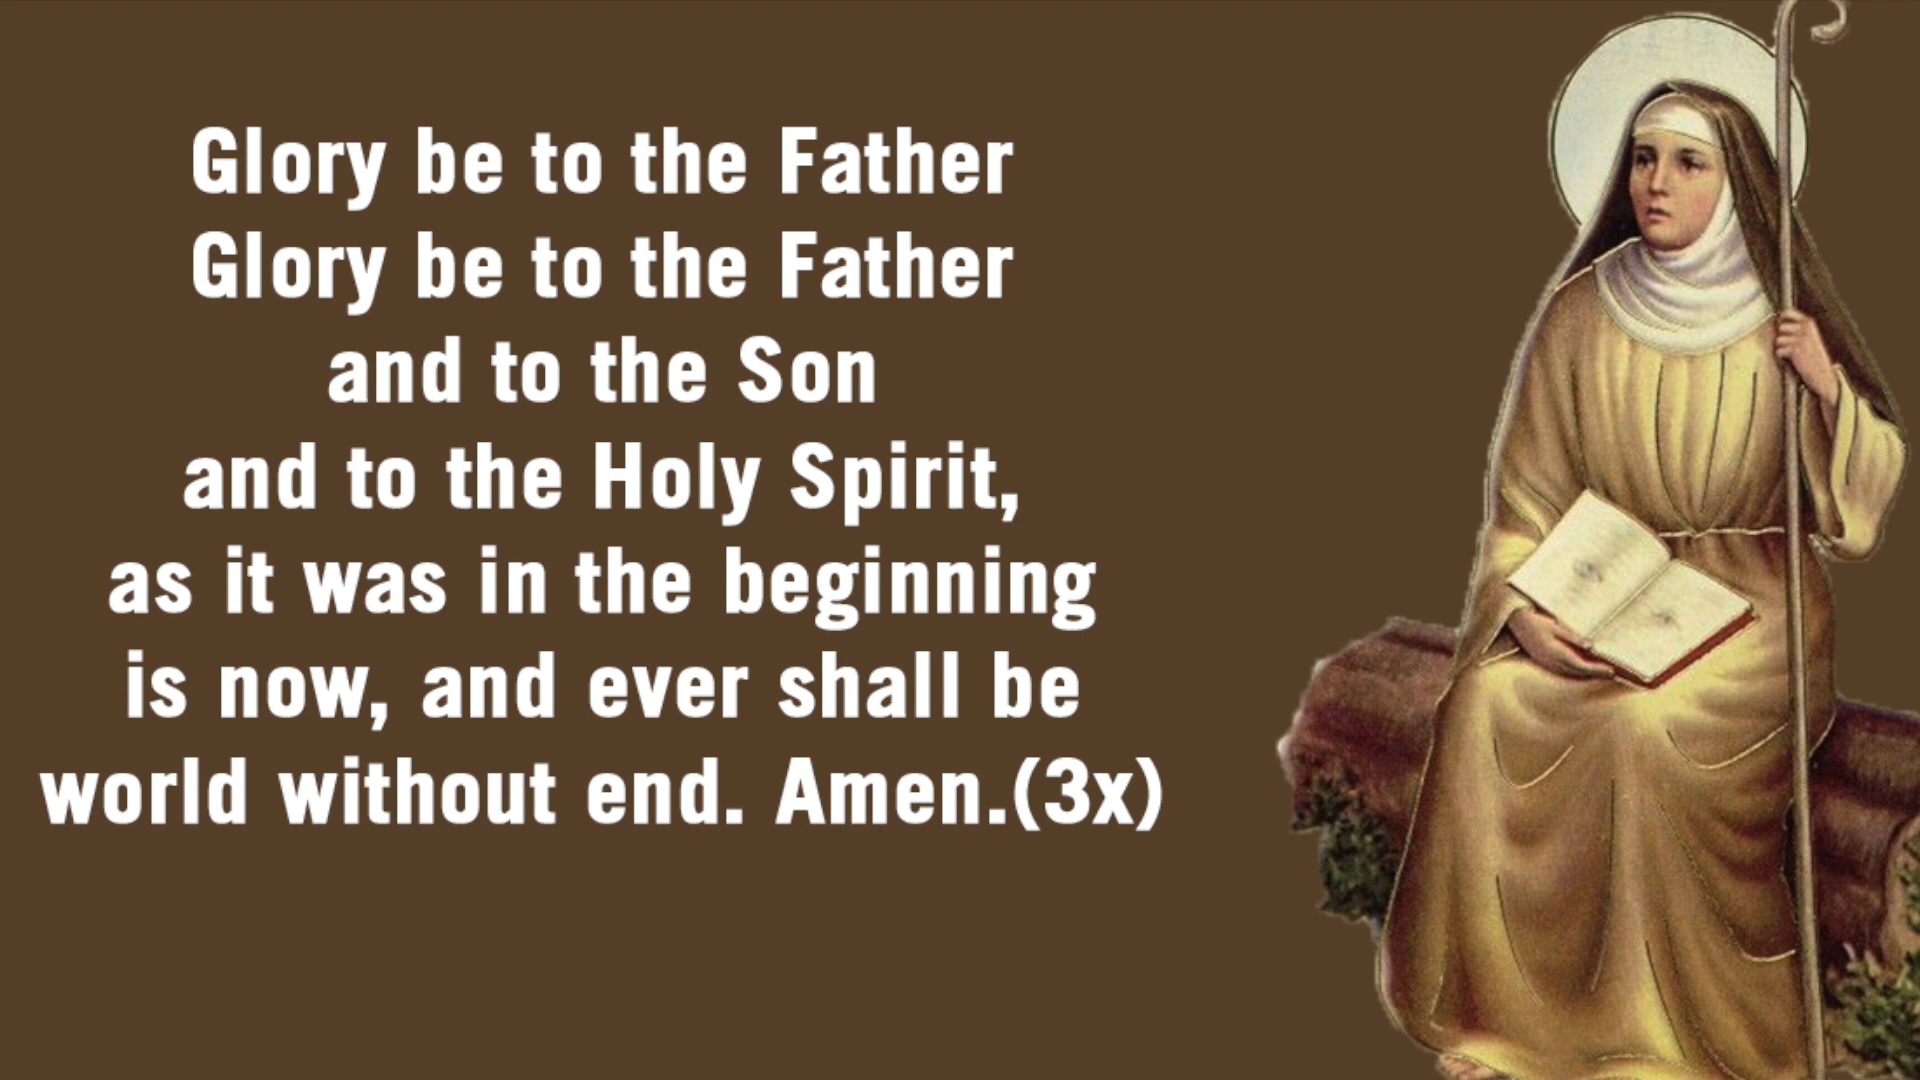 Glory be to the Father
Glory be to the Father
and to the Son
and to the Holy Spirit,
as it was in the beginning
is now, and ever shall be
world without end. Amen.(3x)